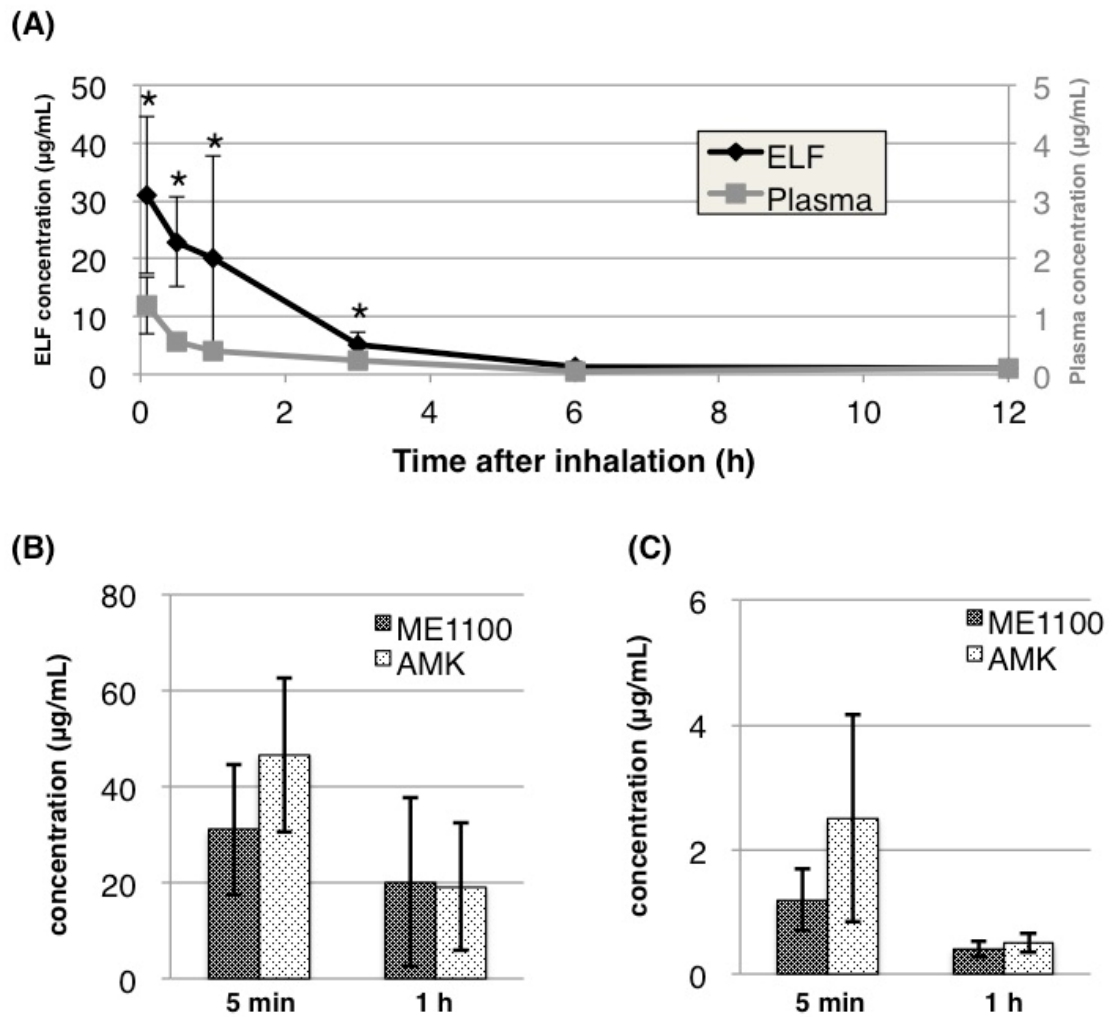 (A)
ELF concentration (µg/mL)
50
40
30
20
10
0
*
*
*
*
ELF
Plasma
5
4
3
2
1
0
Plasma concentration (µg/mL)
0 2 4 6 8 10 12
Time after inhalation (h)
(B)
concentration (µg/mL)
80
60
40
20
0
ME1100
AMK
5 min 1 h
(C)
concentration (µg/mL)
6
4
2
0
ME1100
AMK
5 min 1 h